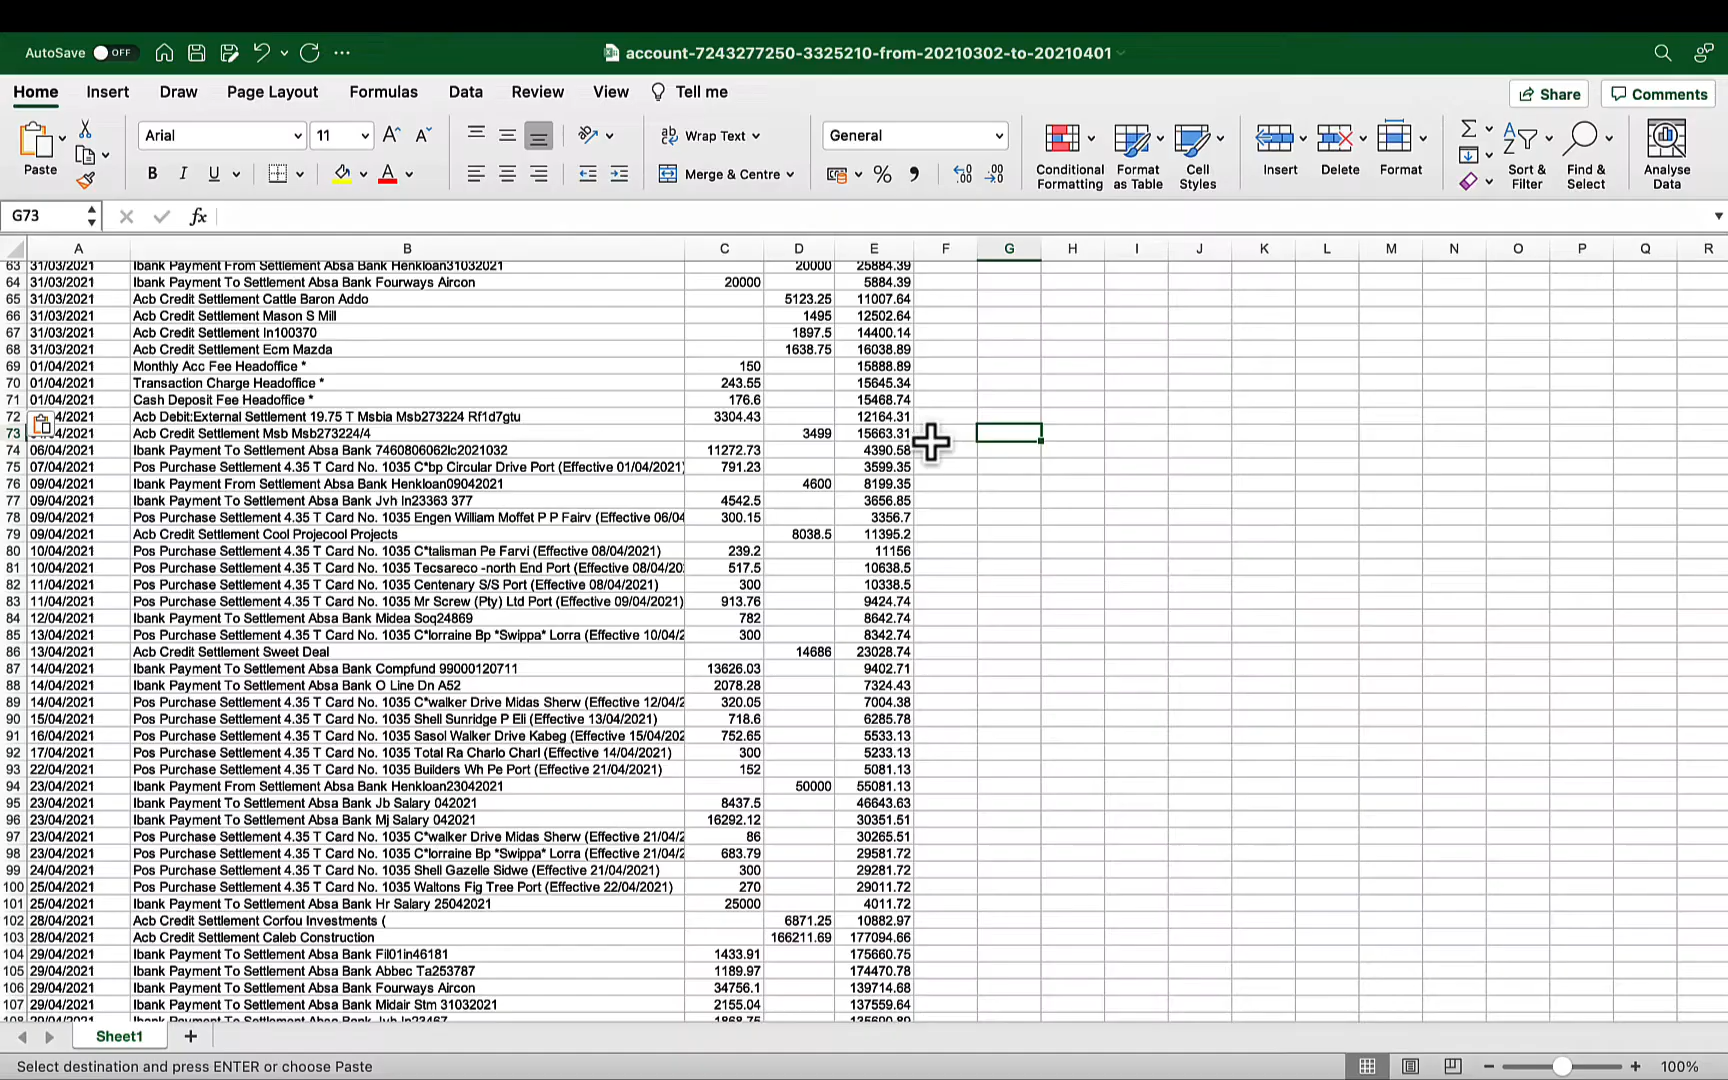 AutoSave OFF account-7243277250-3325210-from-20210302-to-20210401
Home Insert Draw Page Layout Formulas Data Review View Tell me Share Comments
Paste Arial 11 Wrap Text General Conditional Formatting Format as Table Cell Styles Insert Delete Format Sort & Filter Find & Select Analyse Data
B I U A Merge & Centre %
G73 fx
A B C D E F G H I J K L M N O P Q R
63 31/03/2021 Ibank Payment From Settlement Absa Bank Henkloan31032021 20000 25884.39
64 31/03/2021 Ibank Payment To Settlement Absa Bank Fourways Aircon 20000 5884.39
65 31/03/2021 Acb Credit Settlement Cattle Baron Addo 5123.25 11007.64
66 31/03/2021 Acb Credit Settlement Mason S Mill 1495 12502.64
67 31/03/2021 Acb Credit Settlement In100370 1897.5 14400.14
68 31/03/2021 Acb Credit Settlement Ecm Mazda 1638.75 16038.89
69 01/04/2021 Monthly Acc Fee Headoffice * 150 15888.89
70 01/04/2021 Transaction Charge Headoffice * 243.55 15645.34
71 01/04/2021 Cash Deposit Fee Headoffice * 176.6 15468.74
72 4/2021 Acb Debit:External Settlement 19.75 T Msbia Msb273224 Rf1d7gtu 3304.43 12164.31
73 4/2021 Acb Credit Settlement Msb Msb273224/4 3499 15663.31
74 06/04/2021 Ibank Payment To Settlement Absa Bank 7460806062lc2021032 11272.73 4390.58
75 07/04/2021 Pos Purchase Settlement 4.35 T Card No. 1035 C*bp Circular Drive Port (Effective 01/04/2021) 791.23 3599.35
76 09/04/2021 Ibank Payment From Settlement Absa Bank Henkloan09042021 4600 8199.35
77 09/04/2021 Ibank Payment To Settlement Absa Bank Jvh In23363 377 4542.5 3656.85
78 09/04/2021 Pos Purchase Settlement 4.35 T Card No. 1035 Engen William Moffet P P Fairv (Effective 06/04 300.15 3356.7
79 09/04/2021 Acb Credit Settlement Cool Projecool Projects 8038.5 11395.2
80 10/04/2021 Pos Purchase Settlement 4.35 T Card No. 1035 C*talisman Pe Farvi (Effective 08/04/2021) 239.2 11156
81 10/04/2021 Pos Purchase Settlement 4.35 T Card No. 1035 Tecsareco -north End Port (Effective 08/04/20 517.5 10638.5
82 11/04/2021 Pos Purchase Settlement 4.35 T Card No. 1035 Centenary S/S Port (Effective 08/04/2021) 300 10338.5
83 11/04/2021 Pos Purchase Settlement 4.35 T Card No. 1035 Mr Screw (Pty) Ltd Port (Effective 09/04/2021) 913.76 9424.74
84 12/04/2021 Ibank Payment To Settlement Absa Bank Midea Soq24869 782 8642.74
85 13/04/2021 Pos Purchase Settlement 4.35 T Card No. 1035 C*lorraine Bp *Swippa* Lorra (Effective 10/04/2 300 8342.74
86 13/04/2021 Acb Credit Settlement Sweet Deal 14686 23028.74
87 14/04/2021 Ibank Payment To Settlement Absa Bank Compfund 99000120711 13626.03 9402.71
88 14/04/2021 Ibank Payment To Settlement Absa Bank O Line Dn A52 2078.28 7324.43
89 14/04/2021 Pos Purchase Settlement 4.35 T Card No. 1035 C*walker Drive Midas Sherw (Effective 12/04/2 320.05 7004.38
90 15/04/2021 Pos Purchase Settlement 4.35 T Card No. 1035 Shell Sunridge P Eli (Effective 13/04/2021) 718.6 6285.78
91 16/04/2021 Pos Purchase Settlement 4.35 T Card No. 1035 Sasol Walker Drive Kabeg (Effective 15/04/202 752.65 5533.13
92 17/04/2021 Pos Purchase Settlement 4.35 T Card No. 1035 Total Ra Charlo Charl (Effective 14/04/2021) 300 5233.13
93 22/04/2021 Pos Purchase Settlement 4.35 T Card No. 1035 Builders Wh Pe Port (Effective 21/04/2021) 152 5081.13
94 23/04/2021 Ibank Payment From Settlement Absa Bank Henkloan23042021 50000 55081.13
95 23/04/2021 Ibank Payment To Settlement Absa Bank Jb Salary 042021 8437.5 46643.63
96 23/04/2021 Ibank Payment To Settlement Absa Bank Mj Salary 042021 16292.12 30351.51
97 23/04/2021 Pos Purchase Settlement 4.35 T Card No. 1035 C*walker Drive Midas Sherw (Effective 21/04/2 86 30265.51
98 23/04/2021 Pos Purchase Settlement 4.35 T Card No. 1035 C*lorraine Bp *Swippa* Lorra (Effective 21/04/2 683.79 29581.72
99 24/04/2021 Pos Purchase Settlement 4.35 T Card No. 1035 Shell Gazelle Sidwe (Effective 21/04/2021) 300 29281.72
100 25/04/2021 Pos Purchase Settlement 4.35 T Card No. 1035 Waltons Fig Tree Port (Effective 22/04/2021) 270 29011.72
101 25/04/2021 Ibank Payment To Settlement Absa Bank Hr Salary 25042021 25000 4011.72
102 28/04/2021 Acb Credit Settlement Corfou Investments ( 6871.25 10882.97
103 28/04/2021 Acb Credit Settlement Caleb Construction 166211.69 177094.66
104 29/04/2021 Ibank Payment To Settlement Absa Bank Fil01in46181 1433.91 175660.75
105 29/04/2021 Ibank Payment To Settlement Absa Bank Abbec Ta253787 1189.97 174470.78
106 29/04/2021 Ibank Payment To Settlement Absa Bank Fourways Aircon 34756.1 139714.68
107 29/04/2021 Ibank Payment To Settlement Absa Bank Midair Stm 31032021 2155.04 137559.64
108 29/04/2021 Ibank Payment To Settlement Absa Bank Jvh In23467
Sheet1
Select destination and press ENTER or choose Paste 100%